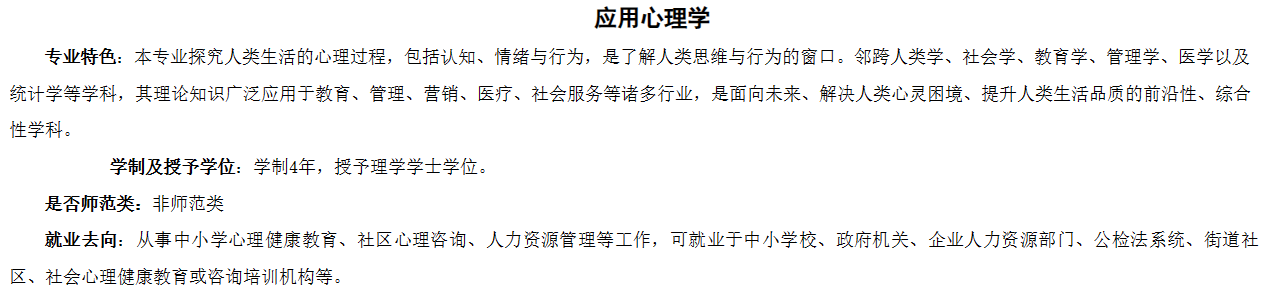 应用心理学
专业特色：本专业探究人类生活的心理过程，包括认知、情绪与行为，是了解人类思维与行为的窗口。邻跨人类学、社会学、教育学、管理学、医学以及
统计学等学科，其理论知识广泛应用于教育、管理、营销、医疗、社会服务等诸多行业，是面向未来、解决人类心灵困境、提升人类生活品质的前沿性、综合
性学科。
学制及授予学位：学制4年，授予理学学士学位。
是否师范类：非师范类
就业去向：从事中小学心理健康教育、社区心理咨询、人力资源管理等工作，可就业于中小学校、政府机关、企业人力资源部门、公检法系统、街道社
区、社会心理健康教育或咨询培训机构等。